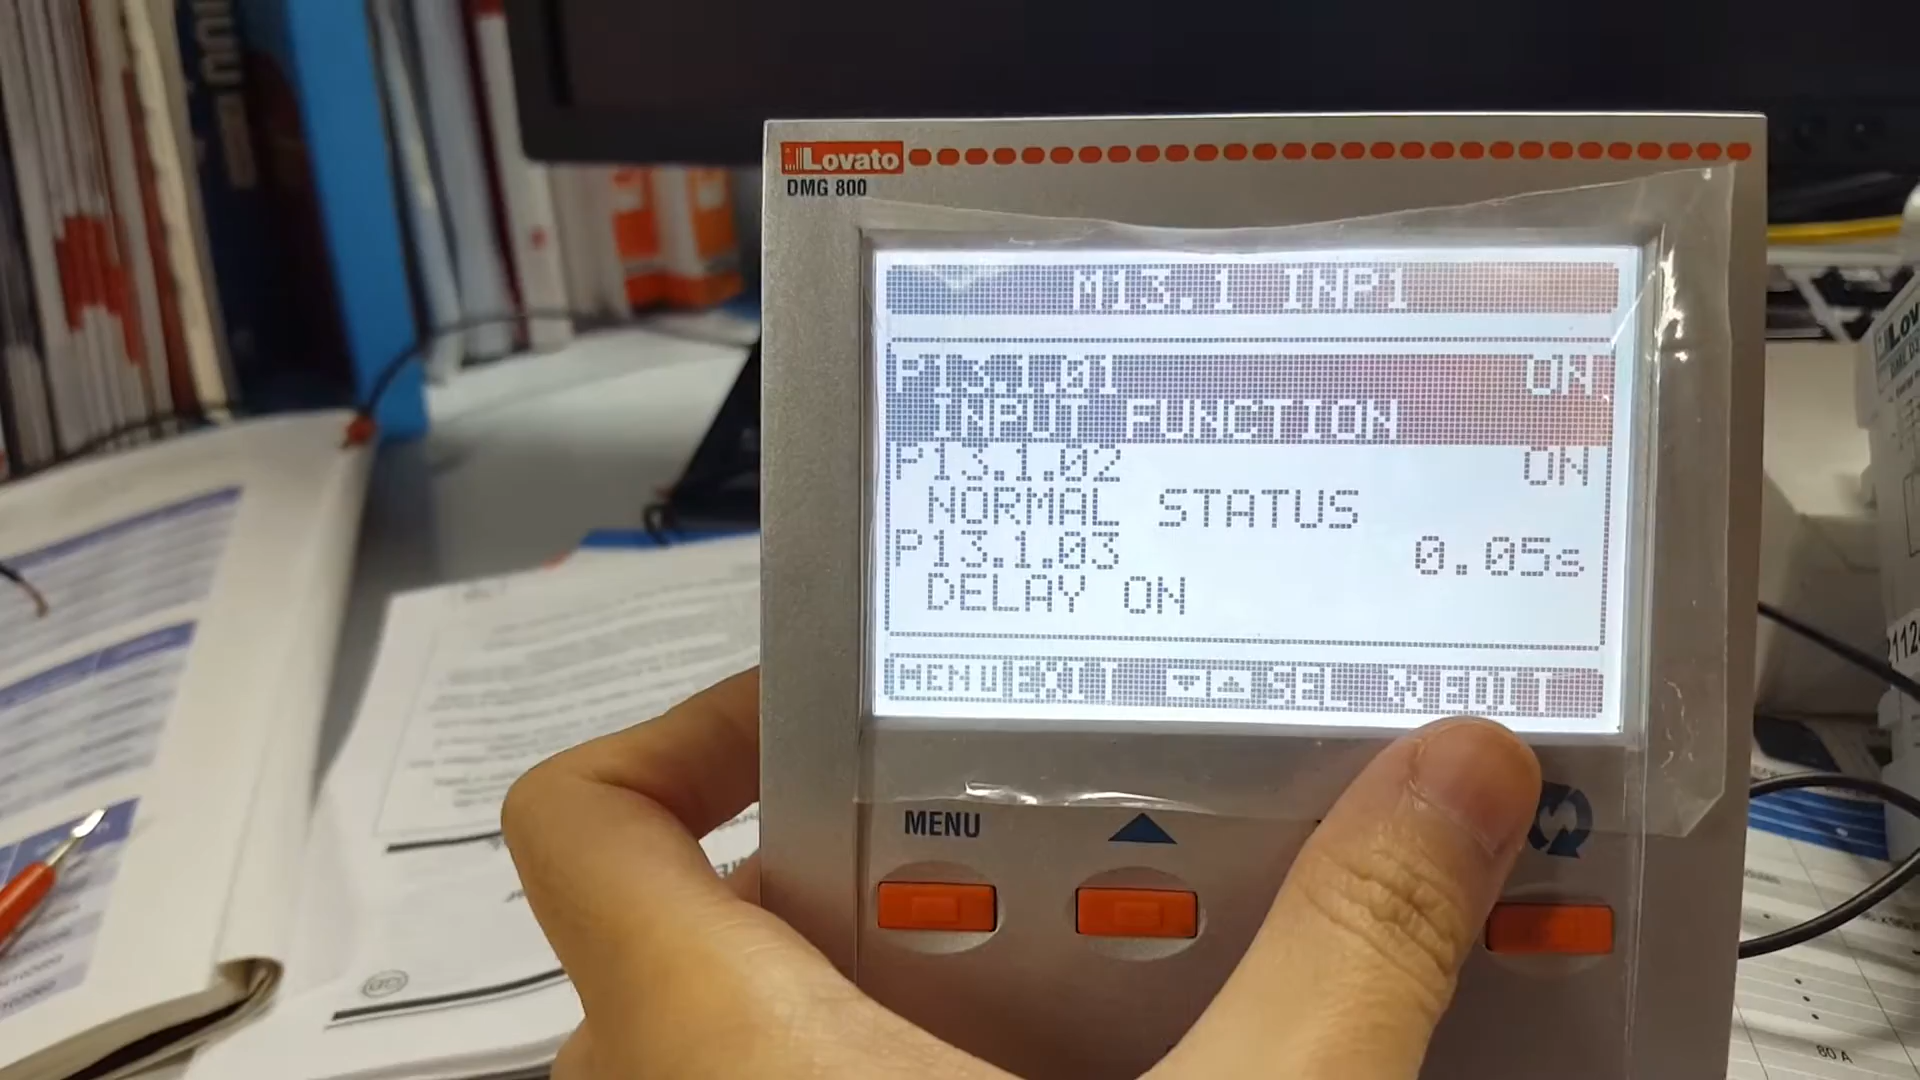 Lovato
DMG 800
M13.1 INP1
P13.1.01 ON
INPUT FUNCTION
P13.1.02 ON
NORMAL STATUS
P13.1.03 0.05s
DELAY ON
MENU EXIT ▼▲ SEL EDIT
MENU
80 A